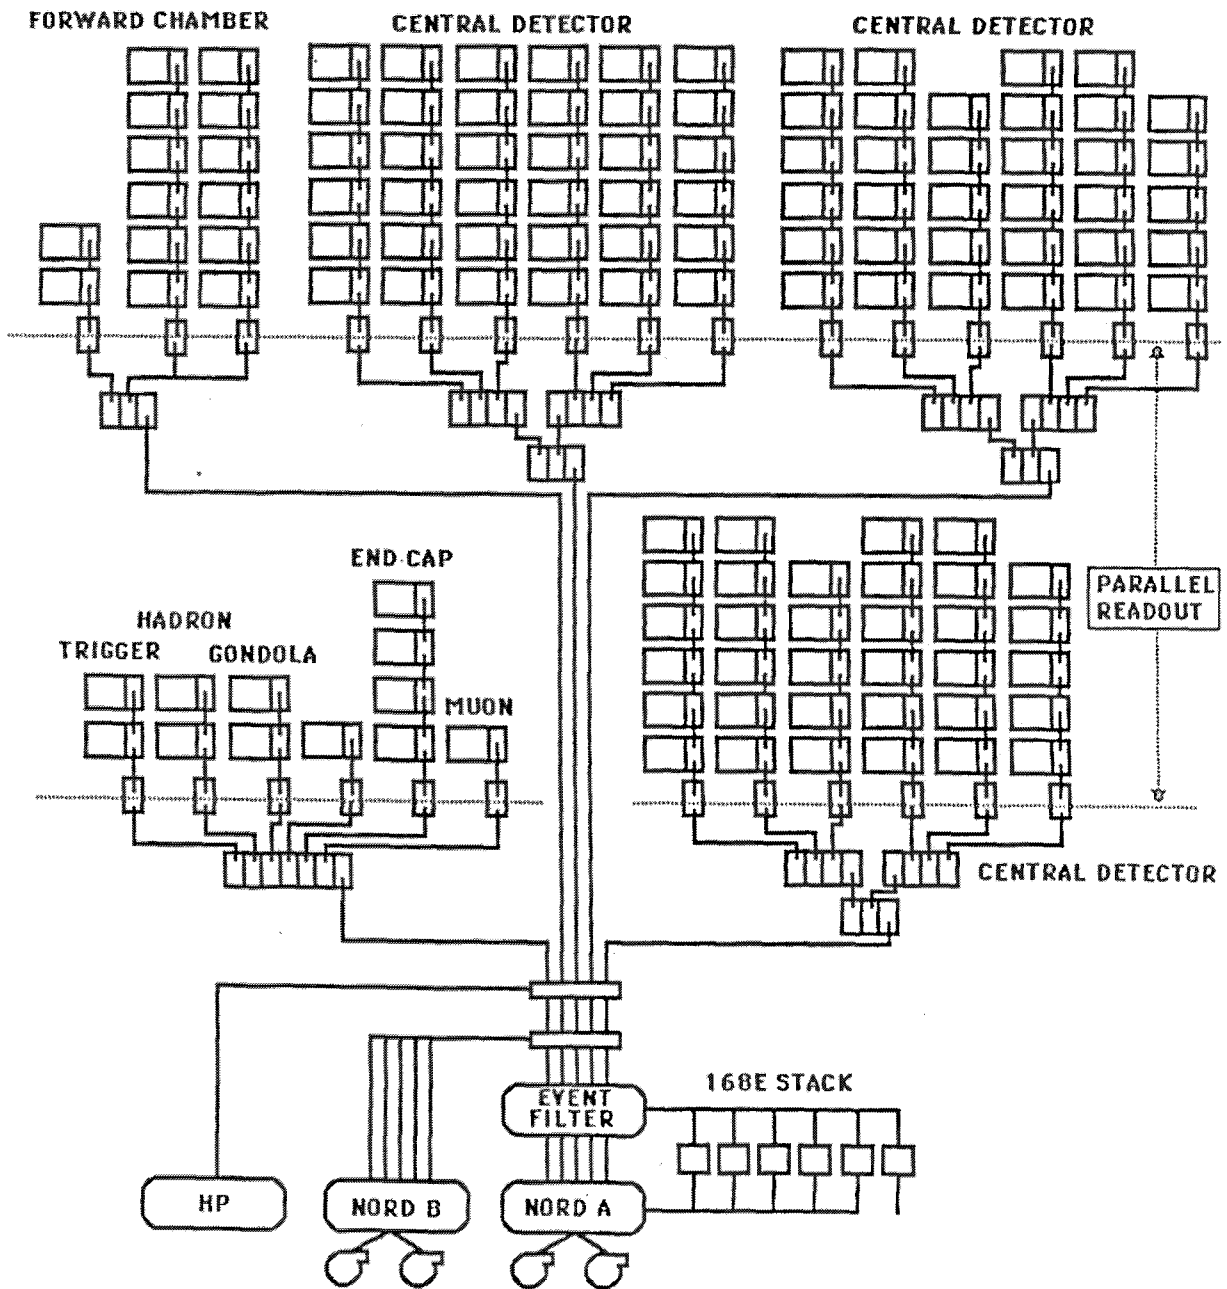 FORWARD CHAMBER
CENTRAL DETECTOR
CENTRAL DETECTOR
END-CAP
HADRON
TRIGGER
GONDOLA
MUON
PARALLEL
READOUT
CENTRAL DETECTOR
168E STACK
EVENT
FILTER
HP
NORD B
NORD A